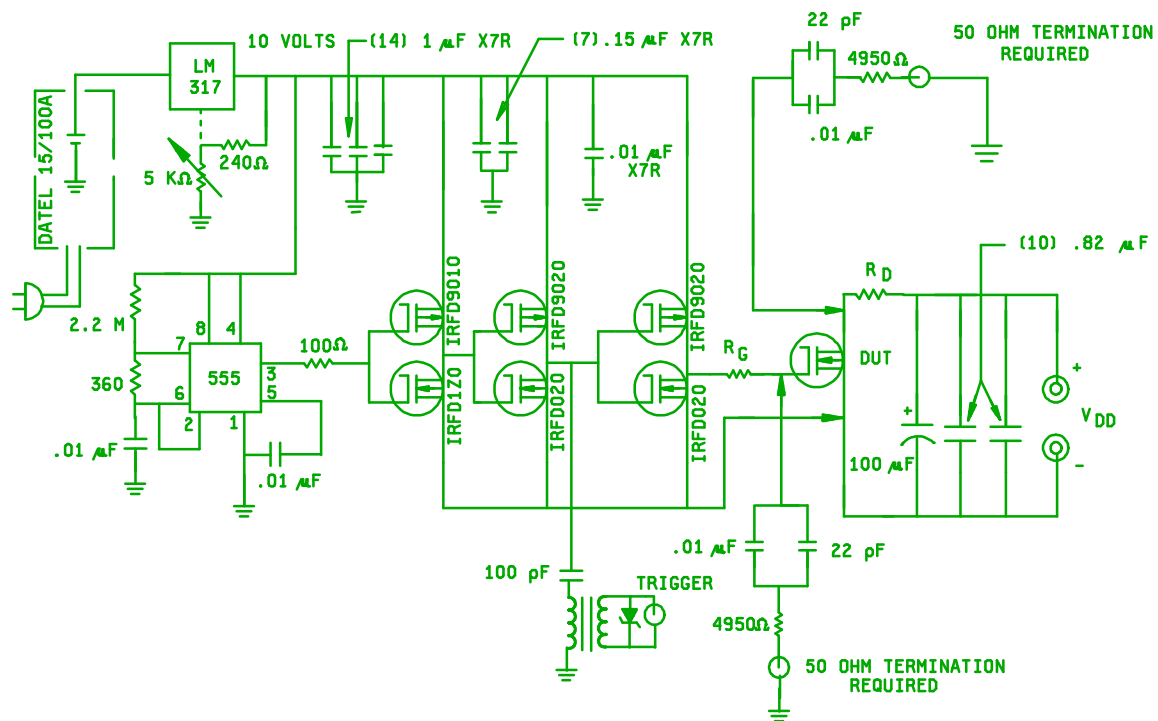 22 pF
50 OHM TERMINATION
REQUIRED
10 VOLTS
(14) 1 µF X7R
(7).15 µF X7R
4950Ω
LM
317
.01 µF
DATEL 15/100A
240Ω
5 KΩ
.01 µF
X7R
(10) .82 µF
IRFD9010
IRFD9020
IRFD9020
R D
2.2 M
8
4
7
100Ω
R G
DUT
555
3
360
6
5
+
2
1
IRFD1Z0
IRFD020
IRFD020
+
V DD
.01 µF
.01 µF
100 µF
-
.01 µF
22 pF
100 pF
TRIGGER
4950Ω
50 OHM TERMINATION
REQUIRED